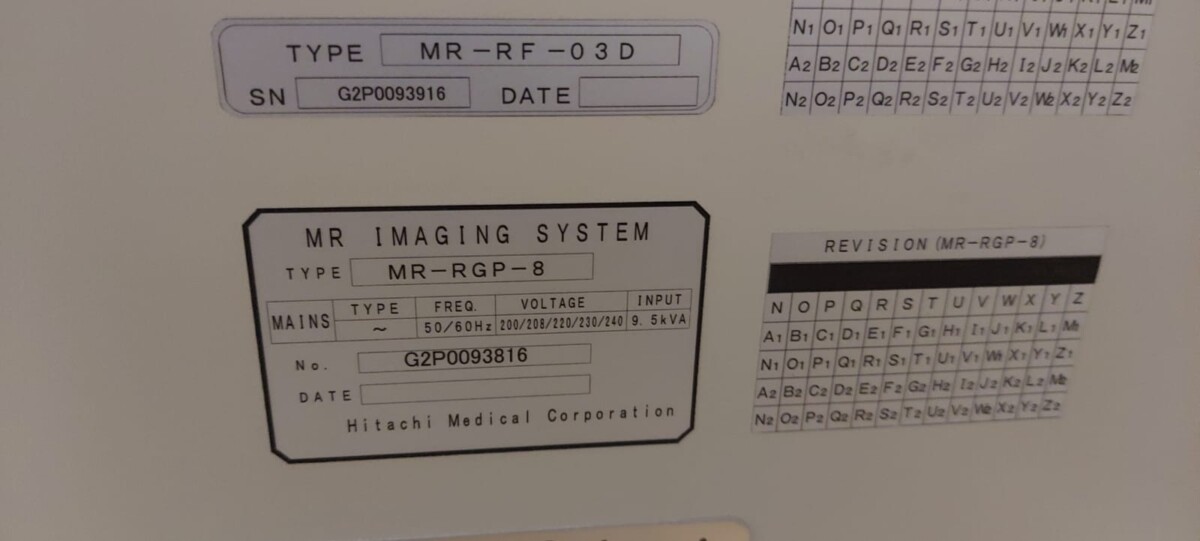 TYPE MR-RF-03D
SN G2P0093916 DATE
N1 O1 P1 Q1 R1 S1 T1 U1 V1 W1 X1 Y1 Z1
A2 B2 C2 D2 E2 F2 G2 H2 I2 J2 K2 L2 M2
N2 O2 P2 Q2 R2 S2 T2 U2 V2 W2 X2 Y2 Z2
MR IMAGING SYSTEM
TYPE MR-RGP-8
MAINS TYPE FREQ. VOLTAGE INPUT
~ 50/60Hz 200/208/220/230/240 9.5kVA
No. G2P0093816
DATE
Hitachi Medical Corporation
REVISION (MR-RGP-8)
N O P Q R S T U V W X Y Z
A1 B1 C1 D1 E1 F1 G1 H1 I1 J1 K1 L1 M1
N1 O1 P1 Q1 R1 S1 T1 U1 V1 W1 X1 Y1 Z1
A2 B2 C2 D2 E2 F2 G2 H2 I2 J2 K2 L2 M2
N2 O2 P2 Q2 R2 S2 T2 U2 V2 W2 X2 Y2 Z2